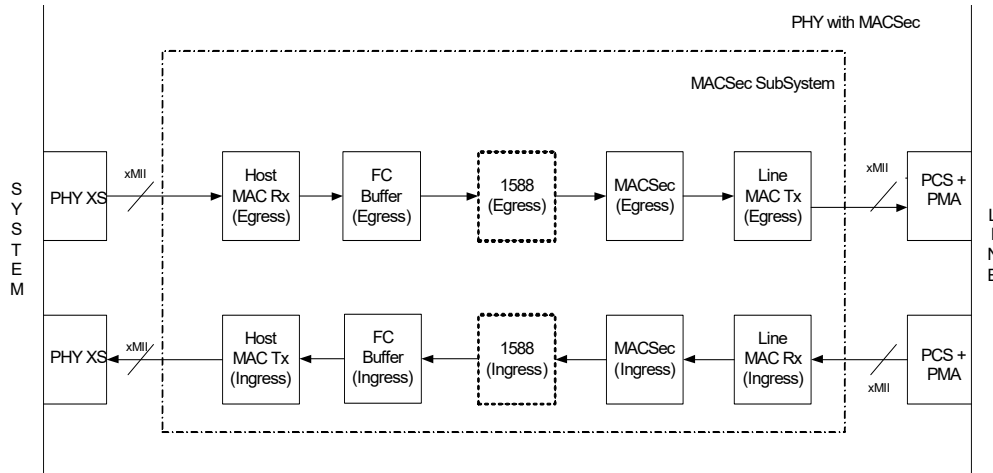 PHY with MACSec
MACSec SubSystem
SYSTEM
PHY XS
xMII
Host
MAC Rx
(Egress)
FC
Buffer
(Egress)
1588
(Egress)
MACSec
(Egress)
Line
MAC Tx
(Egress)
xMII
PCS +
PMA
LINE
PHY XS
xMII
Host
MAC Tx
(Ingress)
FC
Buffer
(Ingress)
1588
(Ingress)
MACSec
(Ingress)
Line
MAC Rx
(Ingress)
xMII
PCS +
PMA